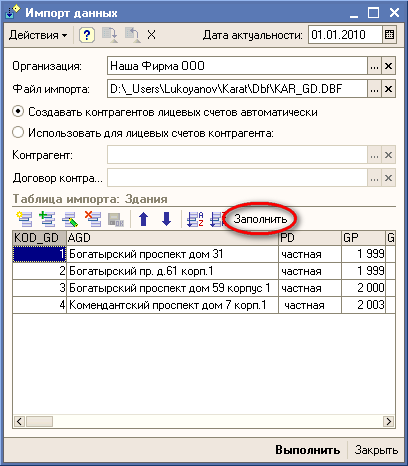 Импорт данных
Действия Дата актуальности: 01.01.2010
Организация: Наша Фирма ООО ... x
Файл импорта: D:\_Users\Lukoyanov\Karat\Dbf\KAR_GD.DBF ... x
Создавать контрагентов лицевых счетов автоматически
Использовать для лицевых счетов контрагента:
Контрагент: ... x
Договор контра... ... x
Таблица импорта: Здания
Заполнить
KOD_GD AGD PD GP G
1 Богатырский проспект дом 31 частная 1 999
2 Богатырский пр. д.61 корп.1 частная 1 999
3 Богатырский проспект дом 59 корпус 1 частная 2 000
4 Комендантский проспект дом 7 корп.1 частная 2 003
Выполнить Закрыть